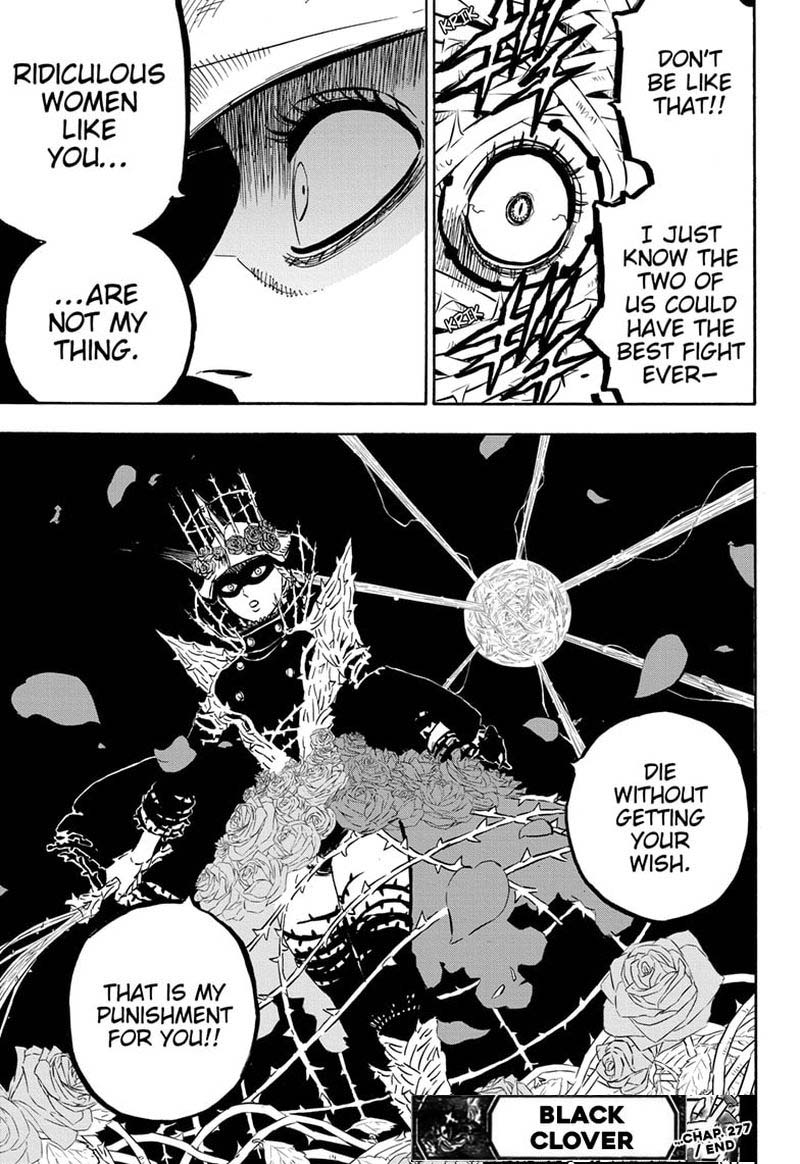 DON'T
BE LIKE
THAT!!
I JUST
KNOW THE
TWO OF
US COULD
HAVE THE
BEST FIGHT
EVER-
KRIK
KRIK
RIDICULOUS
WOMEN
LIKE
YOU...
...ARE
NOT MY
THING.
DIE
WITHOUT
GETTING
YOUR
WISH.
THAT IS MY
PUNISHMENT
FOR YOU!!
BLACK
CLOVER
...CHAP. 277
/ END